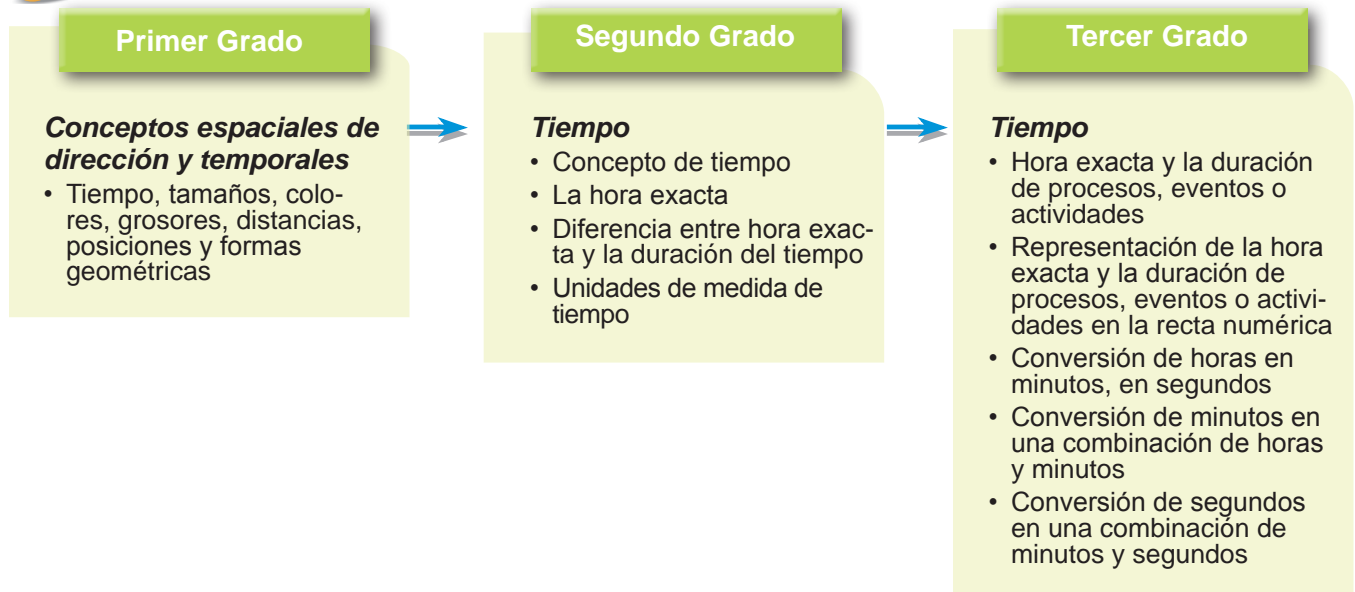 Primer Grado
Conceptos espaciales de
dirección y temporales
• Tiempo, tamaños, colo-
res, grosores, distancias,
posiciones y formas
geométricas
Segundo Grado
Tiempo
• Concepto de tiempo
• La hora exacta
• Diferencia entre hora exac-
ta y la duración del tiempo
• Unidades de medida de
tiempo
Tercer Grado
Tiempo
• Hora exacta y la duración
de procesos, eventos o
actividades
• Representación de la hora
exacta y la duración de
procesos, eventos o activi-
dades en la recta numérica
• Conversión de horas en
minutos, en segundos
• Conversión de minutos en
una combinación de horas
y minutos
• Conversión de segundos
en una combinación de
minutos y segundos